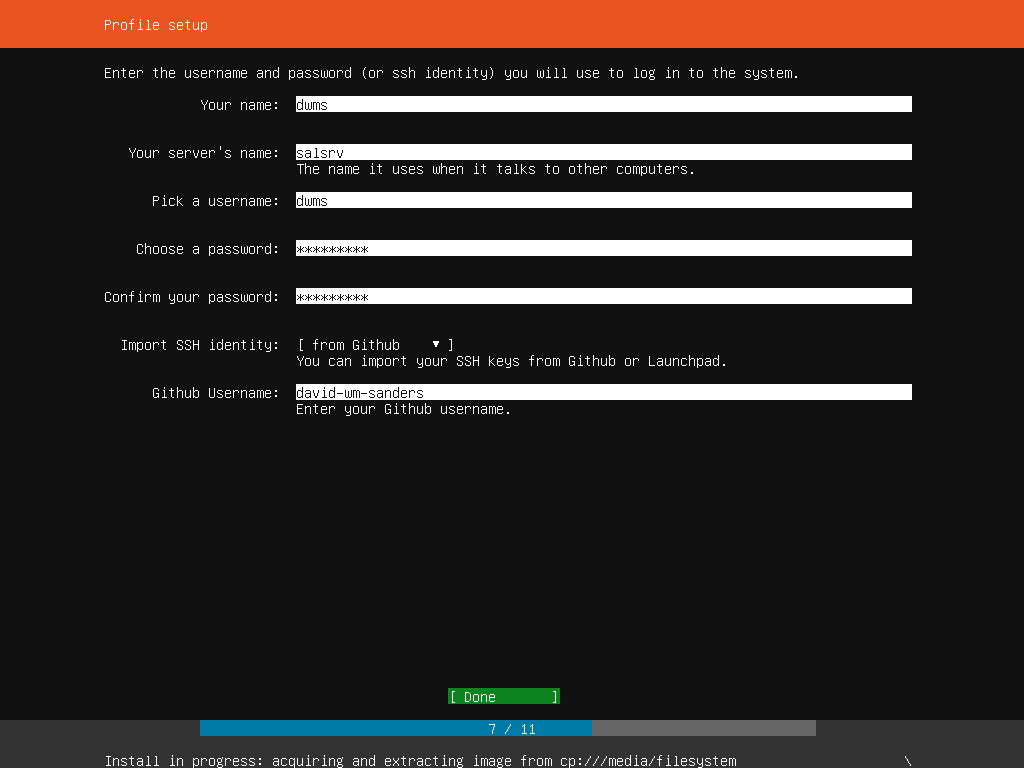 Profile setup
Enter the username and password (or ssh identity) you will use to log in to the system.
Your name: dwms
Your server's name: salsrv
The name it uses when it talks to other computers.
Pick a username: dwms
Choose a password: *********
Confirm your password: *********
Import SSH identity: [ from Github ▼ ]
You can import your SSH keys from Github or Launchpad.
Github Username: david-wm-sanders
Enter your Github username.
[ Done ]
7 / 11
Install in progress: acquiring and extracting image from cp:///media/filesystem \